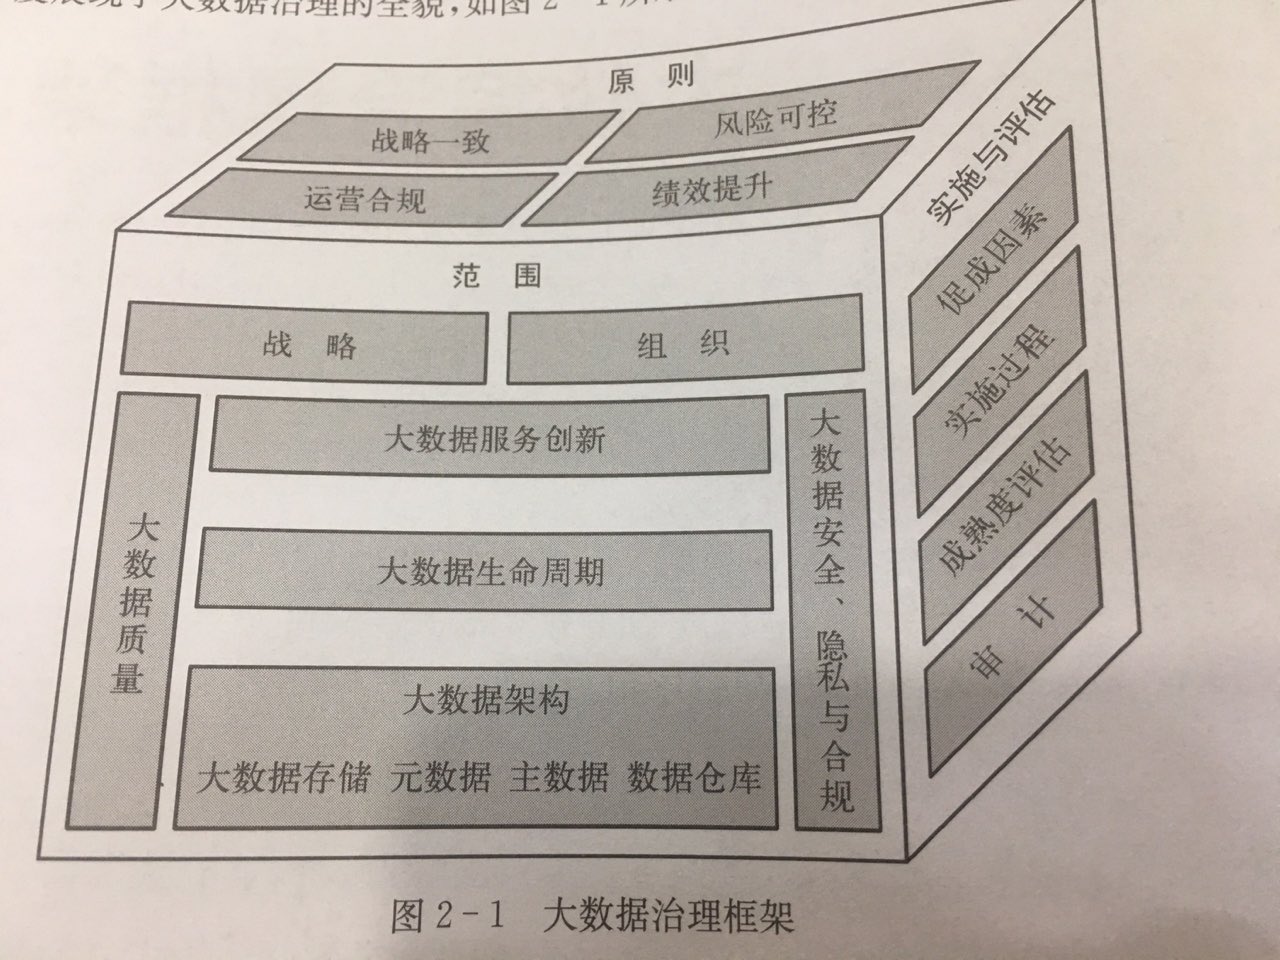 展现了大数据治理的全貌,如图2-1所
原 则
战略一致
风险可控
运营合规
绩效提升
范 围
战 略
组 织
大数据服务创新
大数据生命周期
大数据架构
大数据存储 元数据 主数据 数据仓库
大数据质量
大数据安全、隐私与合规
实施与评估
促成因素
实施过程
成熟度评估
审 计
图2-1 大数据治理框架